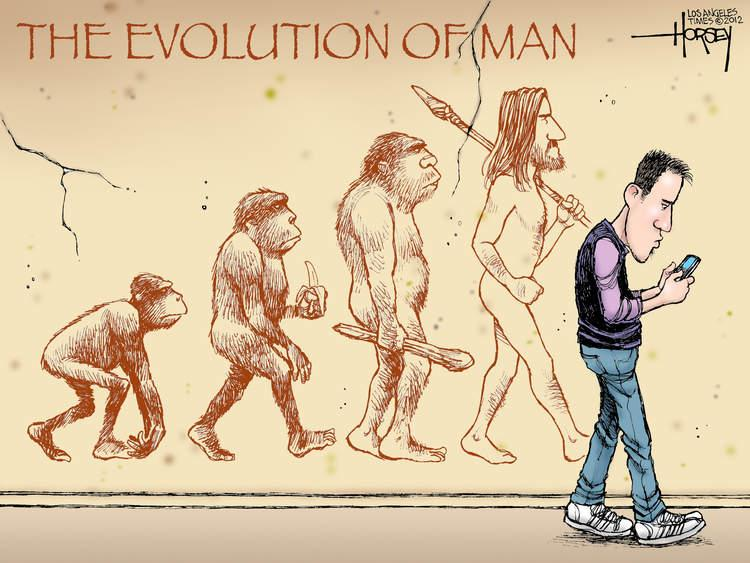 THE EVOLUTION OF MAN
LOS ANGELES
TIMES ©2012
HORSEY